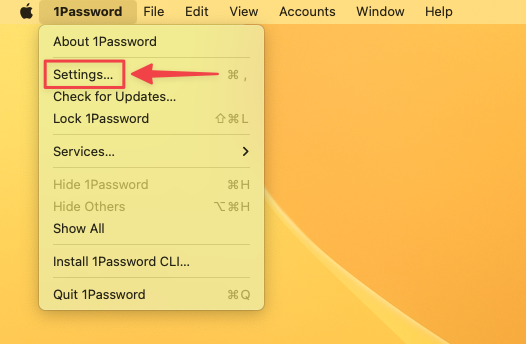 1Password File Edit View Accounts Window Help
About 1Password
Settings... ⌘ ,
Check for Updates...
Lock 1Password ⇧⌘L
Services...
Hide 1Password ⌘H
Hide Others ⌥⌘H
Show All
Install 1Password CLI...
Quit 1Password ⌘Q